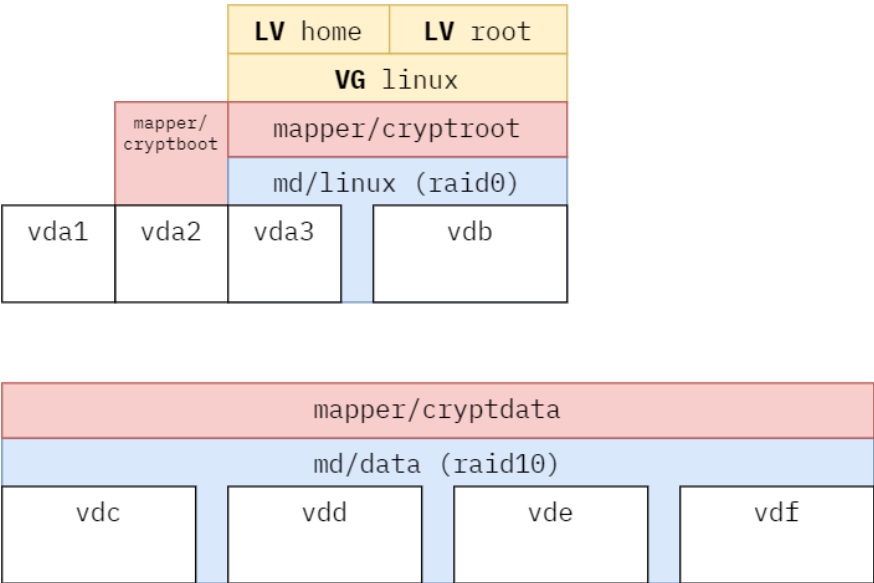 LV home LV root
VG linux
mapper/
cryptboot
mapper/cryptroot
md/linux (raid0)
vda1 vda2 vda3 vdb
mapper/cryptdata
md/data (raid10)
vdc vdd vde vdf